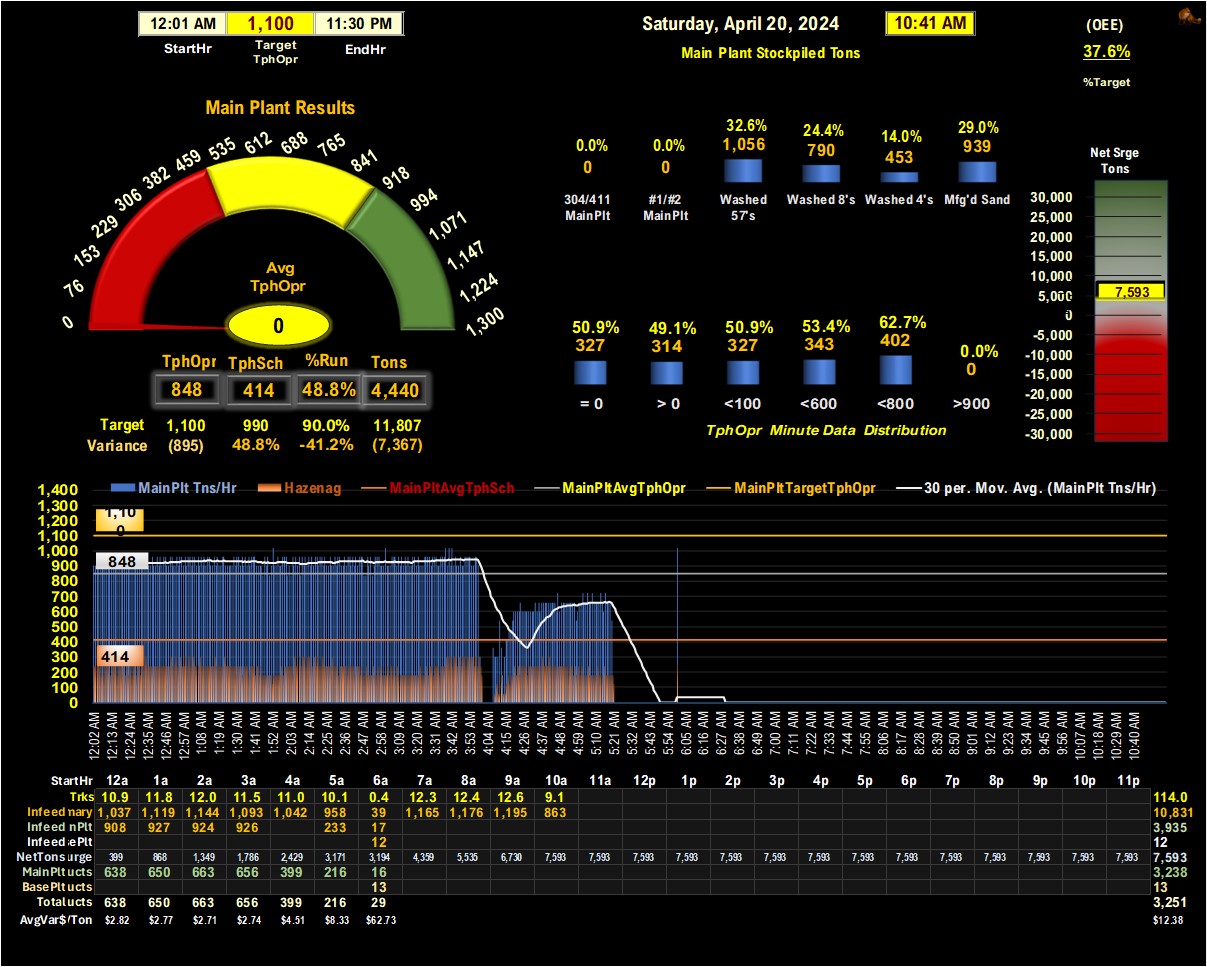 12:01 AM 1,100 11:30 PM
StartHr Target TphOpr EndHr
Saturday, April 20, 2024 10:41 AM
Main Plant Stockpiled Tons
(OEE)
37.6%
%Target
Main Plant Results
0 76 153 229 306 382 459 535 612 688 765 841 918 994 1,071 1,147 1,224 1,300
Avg
TphOpr
0
TphOpr TphSch %Run Tons
848 414 48.8% 4,440
Target 1,100 990 90.0% 11,807
Variance (895) 48.8% -41.2% (7,367)
0.0% 0.0% 32.6% 24.4% 14.0% 29.0%
0 0 1,056 790 453 939
304/411 MainPlt #1/#2 MainPlt Washed 57's Washed 8's Washed 4's Mfg'd Sand
50.9% 49.1% 50.9% 53.4% 62.7% 0.0%
327 314 327 343 402 0
= 0 > 0 <100 <600 <800 >900
TphOpr Minute Data Distribution
Net Srge
Tons
30,000
25,000
20,000
15,000
10,000
5,000
0
-5,000
-10,000
-15,000
-20,000
-25,000
-30,000
7,593
MainPlt Tns/Hr Hazenag MainPltAvgTphSch MainPltAvgTphOpr MainPltTargetTphOpr 30 per. Mov. Avg. (MainPlt Tns/Hr)
1,400
1,300
1,200
1,100
1,000
900
800
700
600
500
400
300
200
100
0
1,100
848
414
12:02 AM 12:13 AM 12:24 AM 12:35 AM 12:46 AM 12:57 AM 1:08 AM 1:19 AM 1:30 AM 1:41 AM 1:52 AM 2:03 AM 2:14 AM 2:25 AM 2:36 AM 2:47 AM 2:58 AM 3:09 AM 3:20 AM 3:31 AM 3:42 AM 3:53 AM 4:04 AM 4:15 AM 4:26 AM 4:37 AM 4:48 AM 4:59 AM 5:10 AM 5:21 AM 5:32 AM 5:43 AM 5:54 AM 6:05 AM 6:16 AM 6:27 AM 6:38 AM 6:49 AM 7:00 AM 7:11 AM 7:22 AM 7:33 AM 7:44 AM 7:55 AM 8:06 AM 8:17 AM 8:28 AM 8:39 AM 8:50 AM 9:01 AM 9:12 AM 9:23 AM 9:34 AM 9:45 AM 9:56 AM 10:07 AM 10:18 AM 10:29 AM 10:40 AM
StartHr 12a 1a 2a 3a 4a 5a 6a 7a 8a 9a 10a 11a 12p 1p 2p 3p 4p 5p 6p 7p 8p 9p 10p 11p
Trks 10.9 11.8 12.0 11.5 11.0 10.1 0.4 12.3 12.4 12.6 9.1 114.0
Infeed mary 1,037 1,119 1,144 1,093 1,042 958 39 1,165 1,176 1,195 863 10,831
Infeed nPlt 908 927 924 926 233 17 3,935
Infeed ePlt 12 12
NetTons urge 399 868 1,349 1,786 2,429 3,171 3,194 4,359 5,535 6,730 7,593 7,593 7,593 7,593 7,593 7,593 7,593 7,593 7,593 7,593 7,593 7,593 7,593 7,593 7,593
MainPlt ucts 638 650 663 656 399 216 16 3,238
BasePlt ucts 13 13
Total ucts 638 650 663 656 399 216 29 3,251
AvgVar$/Ton $2.82 $2.77 $2.71 $2.74 $4.51 $8.33 $62.73 $12.38